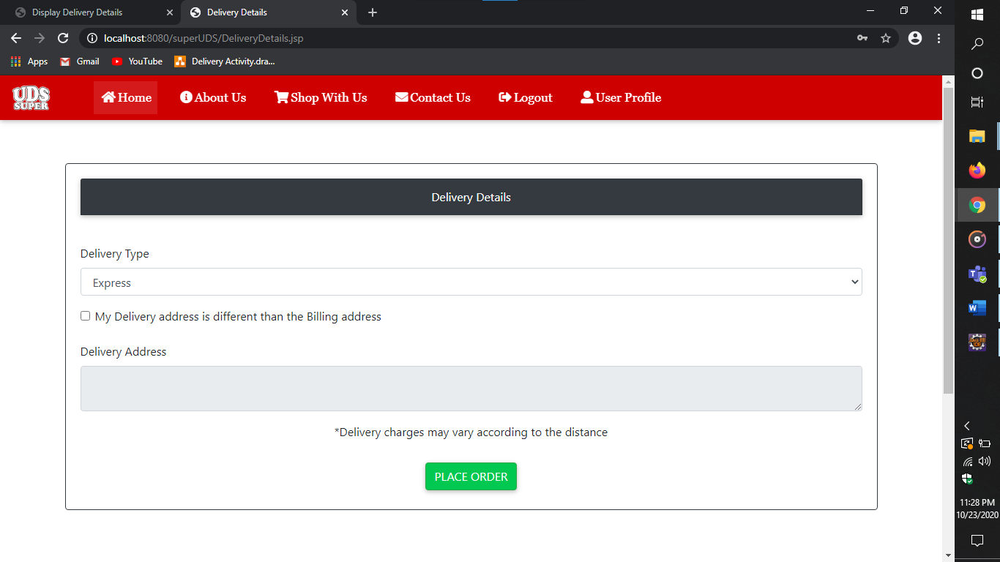 Display Delivery Details
Delivery Details
localhost:8080/superUDS/DeliveryDetails.jsp
Apps Gmail YouTube Delivery Activity.dra...
UDS
SUPER
Home About Us Shop With Us Contact Us Logout User Profile
Delivery Details
Delivery Type
Express
My Delivery address is different than the Billing address
Delivery Address
*Delivery charges may vary according to the distance
PLACE ORDER
11:28 PM
10/23/2020